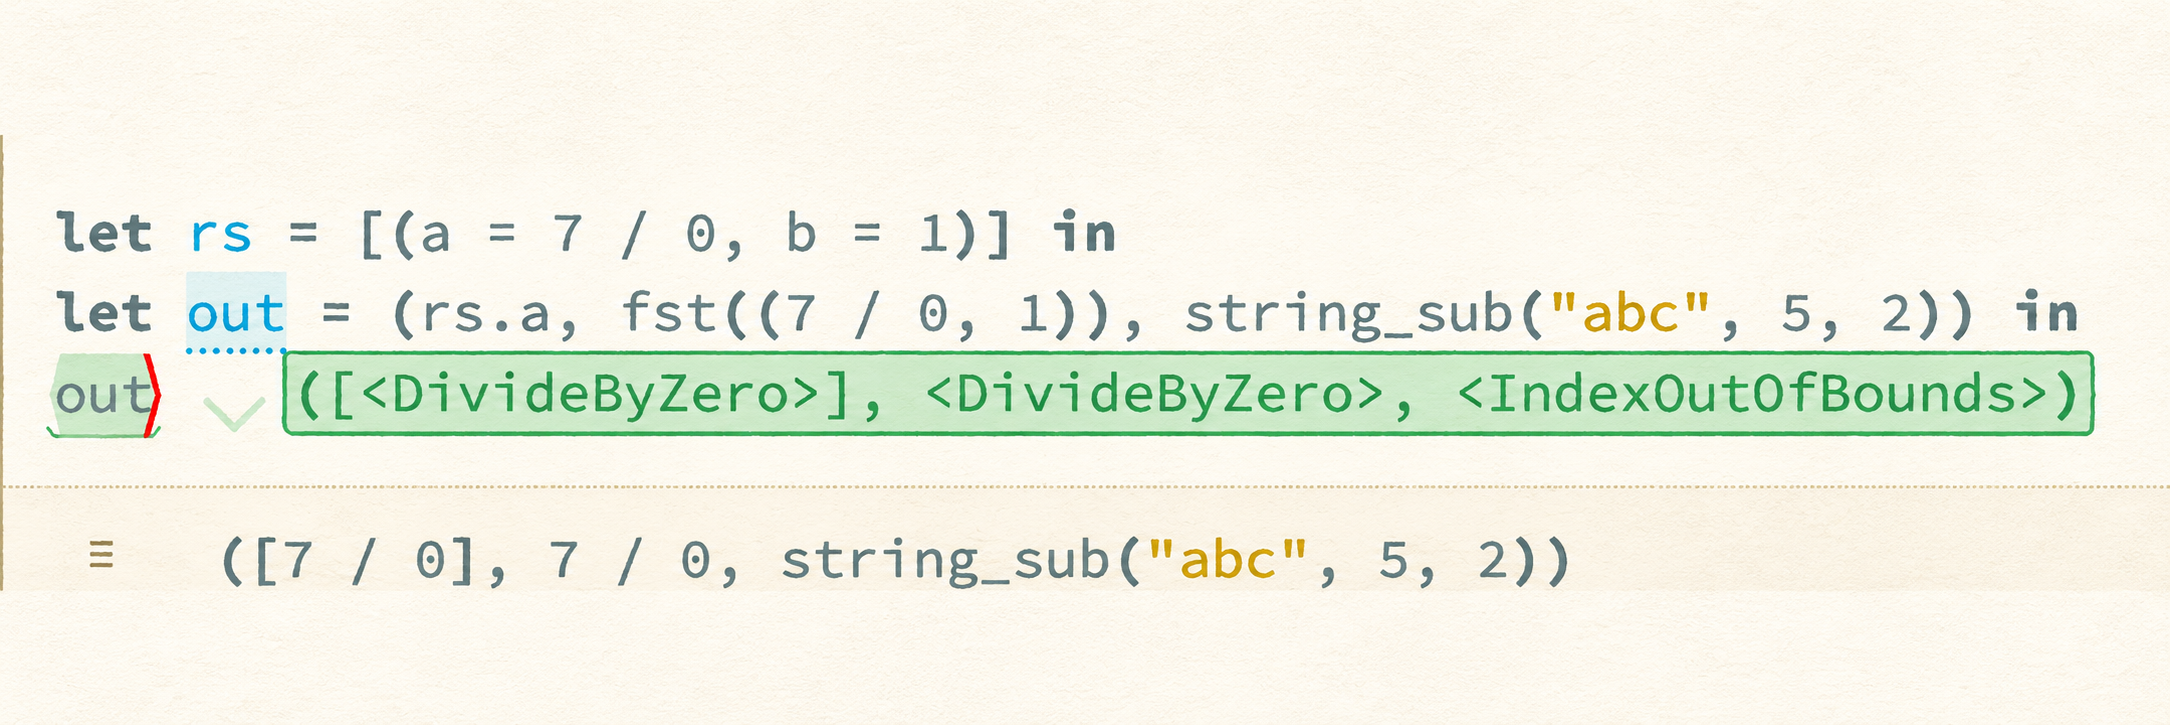 let rs = [(a = 7 / 0, b = 1)] in
let out = (rs.a, fst((7 / 0, 1)), string_sub("abc", 5, 2)) in
out ([<DivideByZero>], <DivideByZero>, <IndexOutOfBounds>)
≡ ([7 / 0], 7 / 0, string_sub("abc", 5, 2))